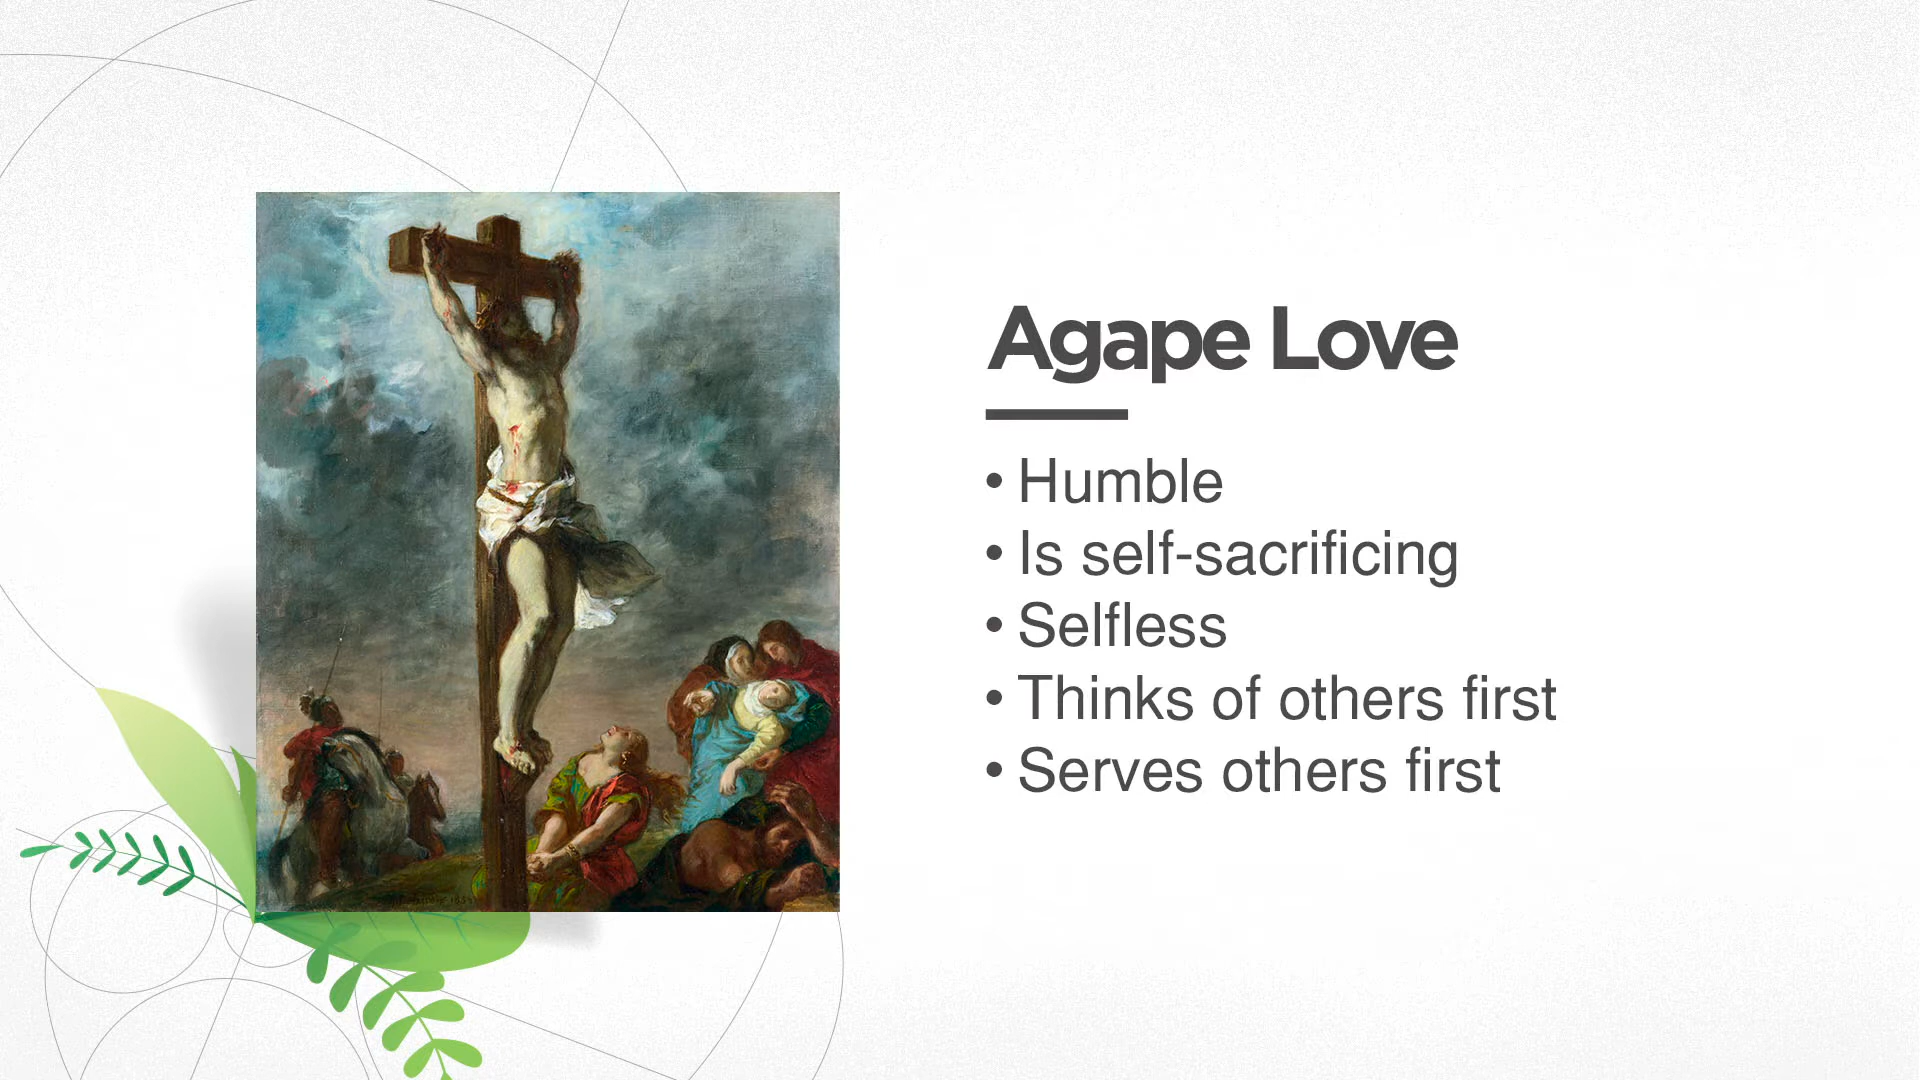 Agape Love
• Humble
• Is self-sacrificing
• Selfless
• Thinks of others first
• Serves others first